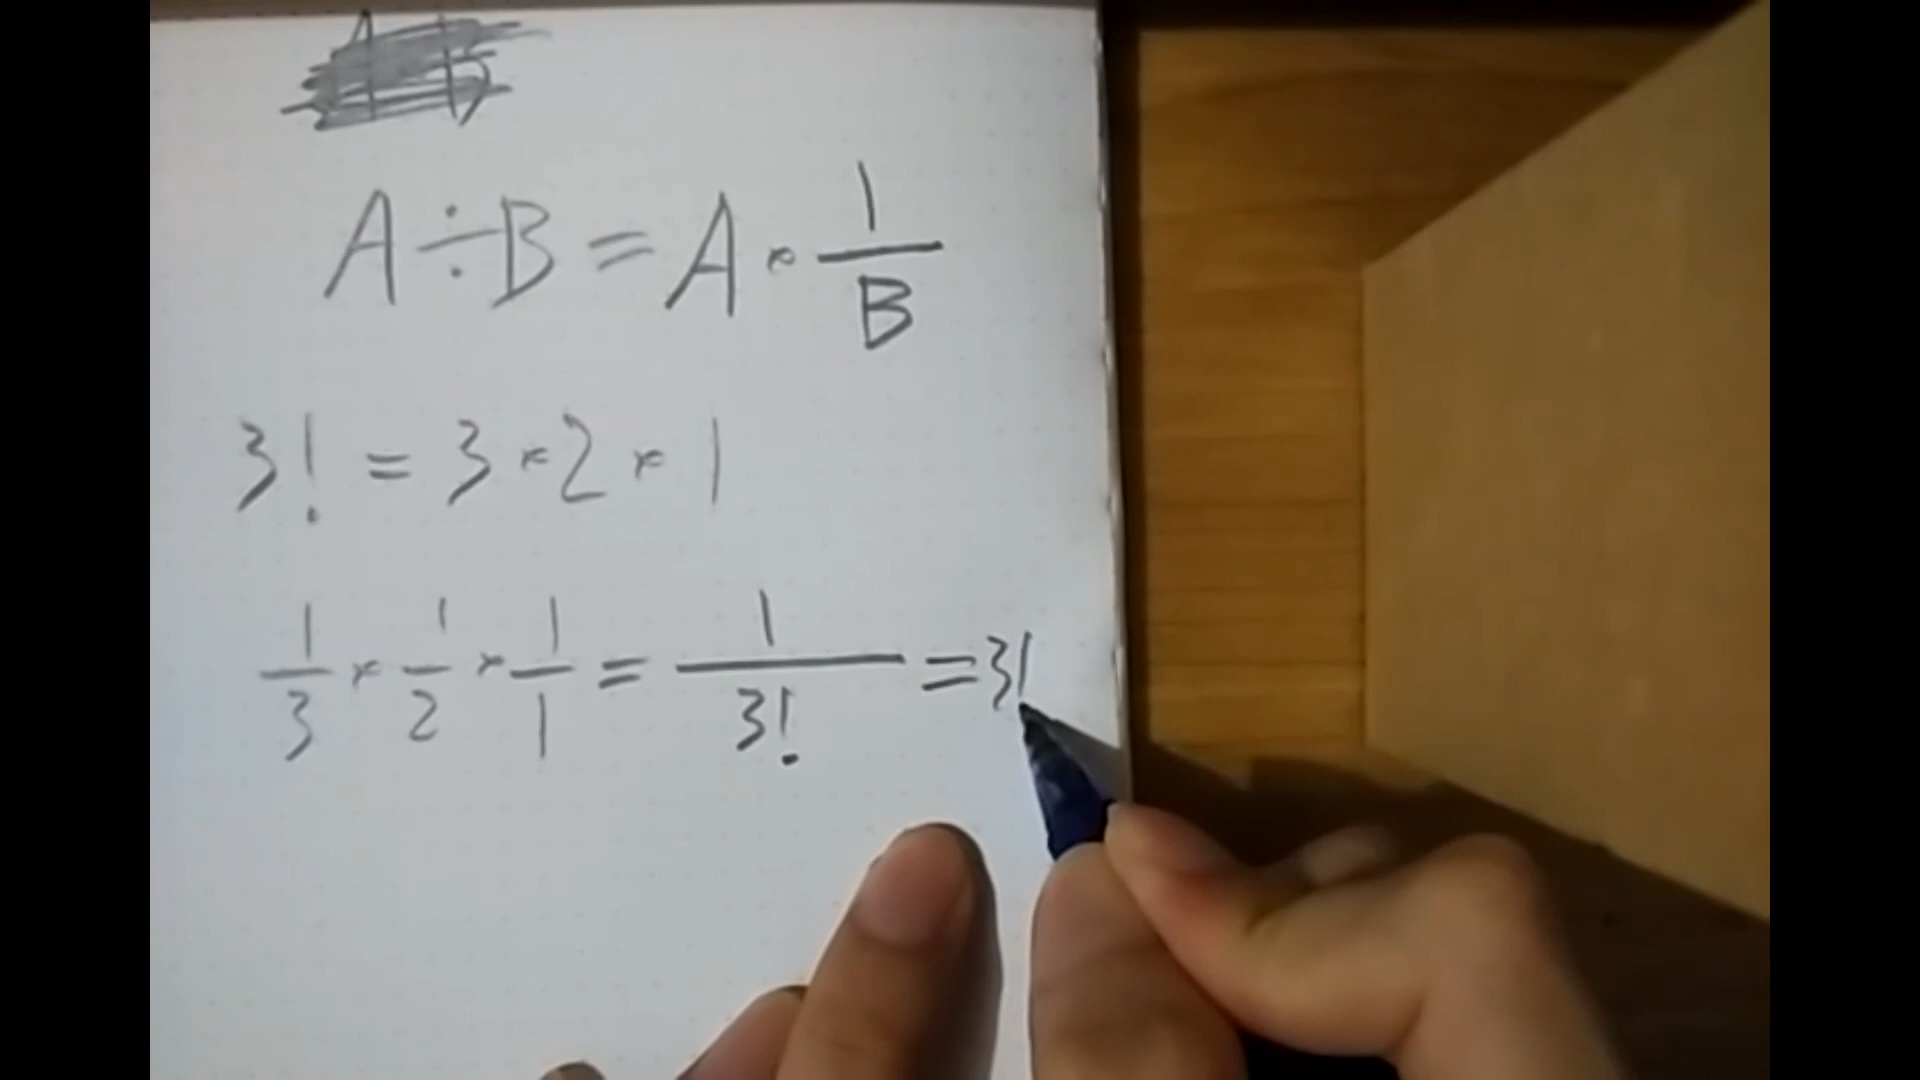 A ÷ B = A × 1/B
3! = 3 × 2 × 1
1/3 × 1/2 × 1/1 = 1/3! = 3!